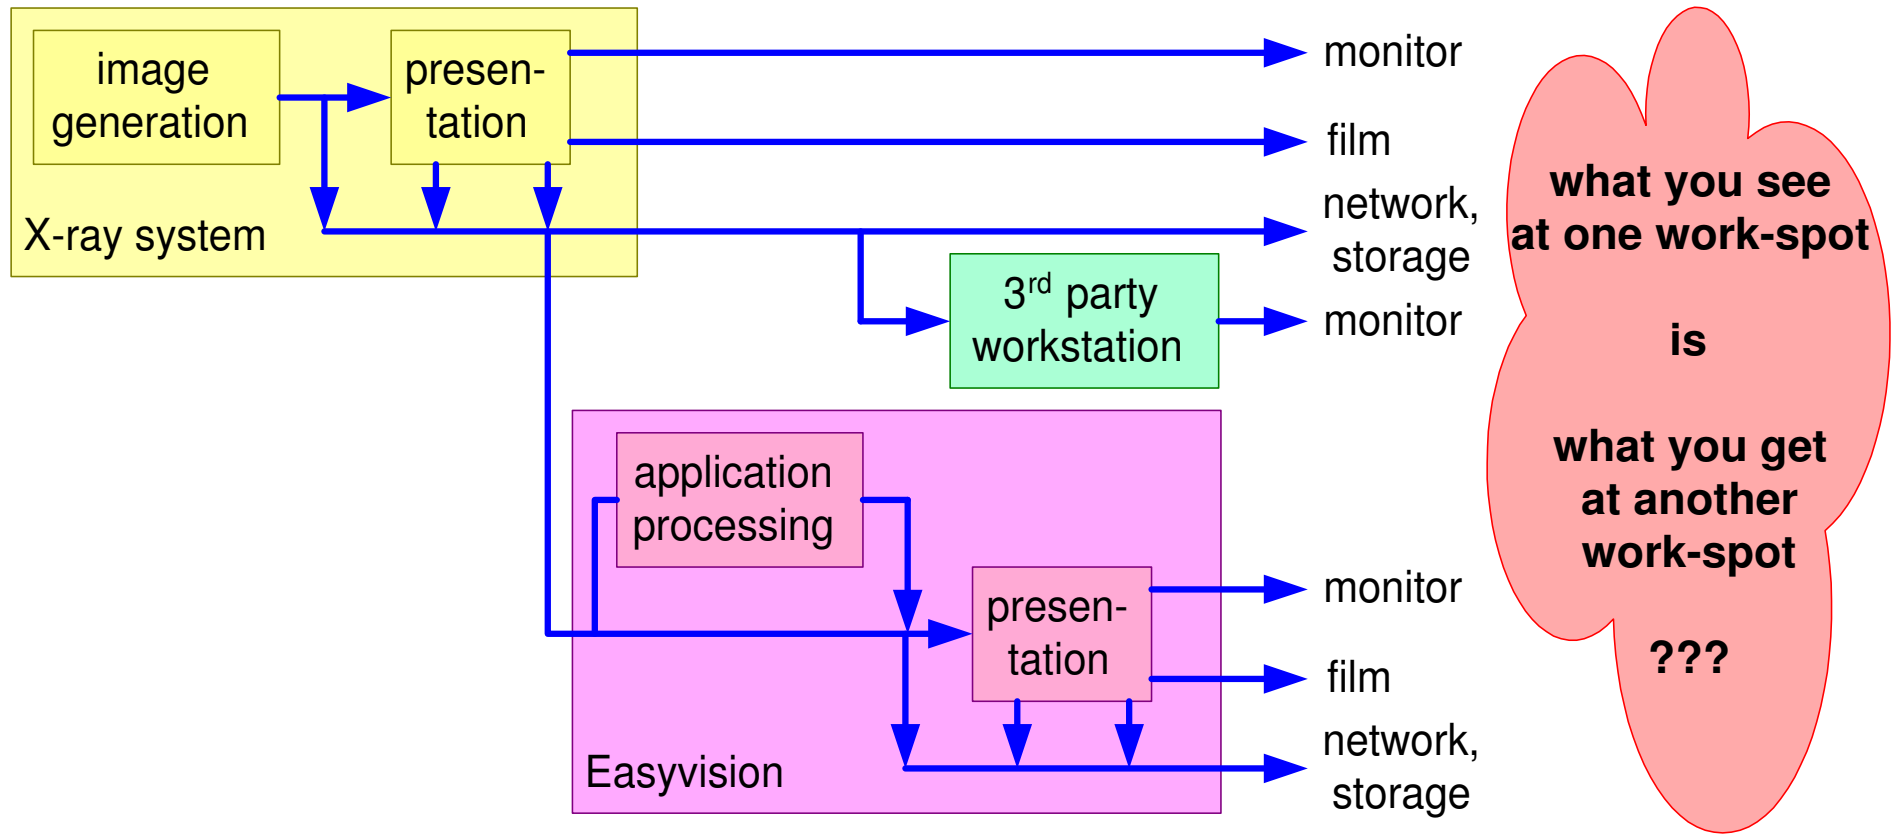 image
generation
presen-
tation
X-ray system
monitor
film
network,
storage
3rd party
workstation
monitor
application
processing
presen-
tation
Easyvision
monitor
film
network,
storage
what you see
at one work-spot
is
what you get
at another
work-spot
???